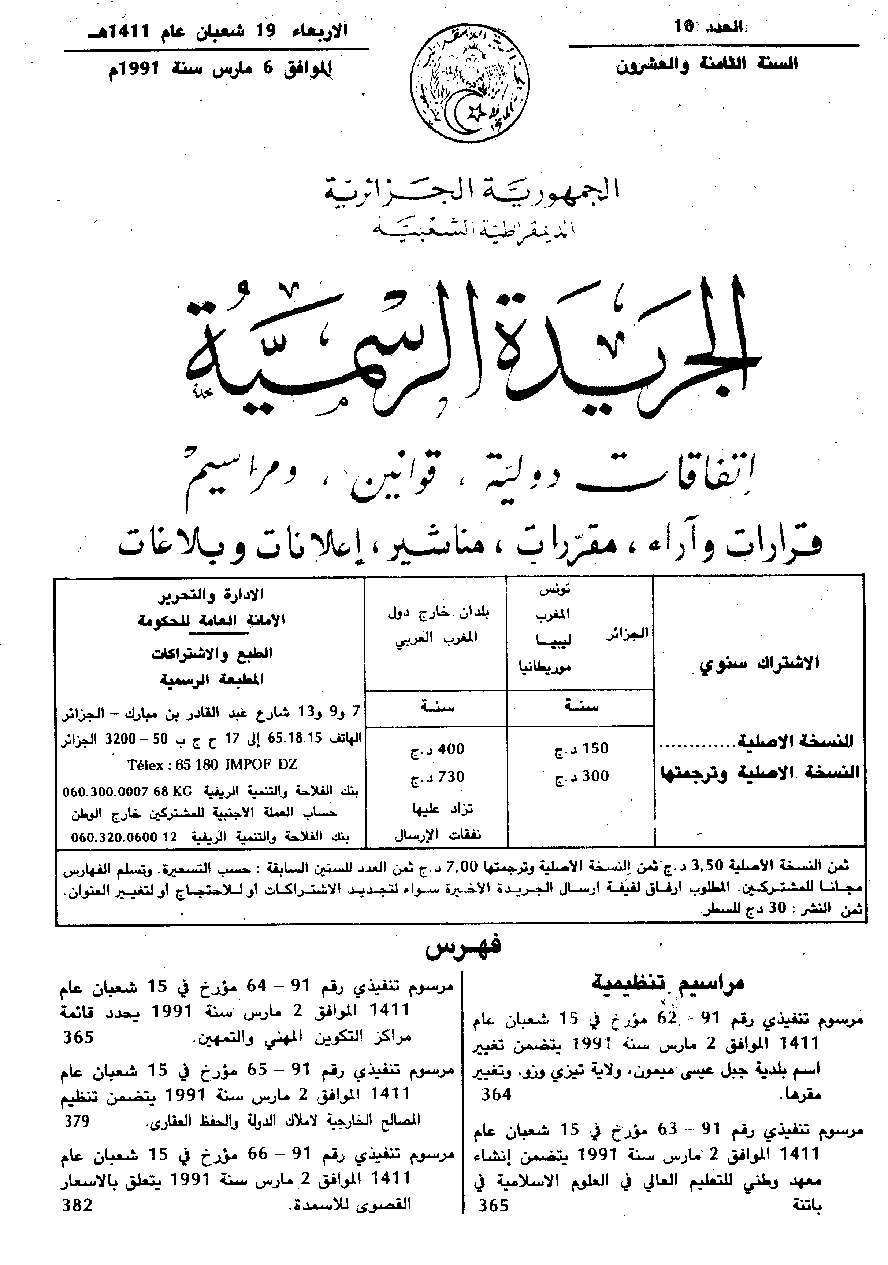 العدد 10
السنة الثامنة والعشرون
الاربعاء 19 شعبان عام 1411هـ
الموافق 6 مارس سنة 1991م
الجمهورية الجزائرية
الديمقراطية الشعبية
الجريدة الرسمية
إتفاقات دولية ، قوانين ، ومراسيم
قرارات وآراء ، مقررات ، مناشير ، إعلانات وبلاغات
الاشتراك سنوي
الجزائر
تونس
المغرب
ليبيا
موريطانيا
بلدان خارج دول
المغرب العربي
سنة
سنة
النسخة الاصلية............
150 د.ج
400 د.ج
النسخة الاصلية وترجمتها
300 د.ج
730 د.ج
تزاد عليها
نفقات الإرسال
الادارة والتحرير
الامانة العامة للحكومة
الطبع والاشتراكات
المطبعة الرسمية
7 و9 و13 شارع عبد القادر بن مبارك – الجزائر
الهاتف 65.18.15 إلى 17 ح ج ب 50 – 3200 الجزائر
Télex : 65 180 IMPOF DZ
بنك الفلاحة والتنمية الريفية 060.300.0007 68 KG
حساب العملة الاجنبية للمشتركين خارج الوطن
بنك الفلاحة والتنمية الريفية 060.320.0600 12
ثمن النسخة الاصلية 3,50 د.ج ثمن النسخة الاصلية وترجمتها 7,00 د.ج ثمن العدد للسنين السابقة : حسب التسعيرة. وتسلم الفهارس
مجانا للمشتركين. المطلوب ارفاق لفيفة ارسال الجريدة الاخيرة سواء لتجديد الاشتراكات او للاحتجاج او لتغيير العنوان.
ثمن النشر : 30 د.ج للسطر.
فهرس
مراسيم تنظيمية
مرسوم تنفيذي رقم 91 – 62 مؤرخ في 15 شعبان عام
1411 الموافق 2 مارس سنة 1991 يتضمن تغيير
اسم بلدية جبل عيسى ميمون، ولاية تيزي وزو، وتغيير
مقرها. 364
مرسوم تنفيذي رقم 91 – 63 مؤرخ في 15 شعبان عام
1411 الموافق 2 مارس سنة 1991 يتضمن إنشاء
معهد وطني للتعليم العالي في العلوم الاسلامية في
باتنة 365
مرسوم تنفيذي رقم 91 – 64 مؤرخ في 15 شعبان عام
1411 الموافق 2 مارس سنة 1991 يحدد قائمة
مراكز التكوين المهني والتمهين. 365
مرسوم تنفيذي رقم 91 – 65 مؤرخ في 15 شعبان عام
1411 الموافق 2 مارس سنة 1991 يتضمن تنظيم
المصالح الخارجية لاملاك الدولة والحفظ العقاري. 379
مرسوم تنفيذي رقم 91 – 66 مؤرخ في 15 شعبان عام
1411 الموافق 2 مارس سنة 1991 يتعلق بالاسعار
القصوى للاسمدة. 382